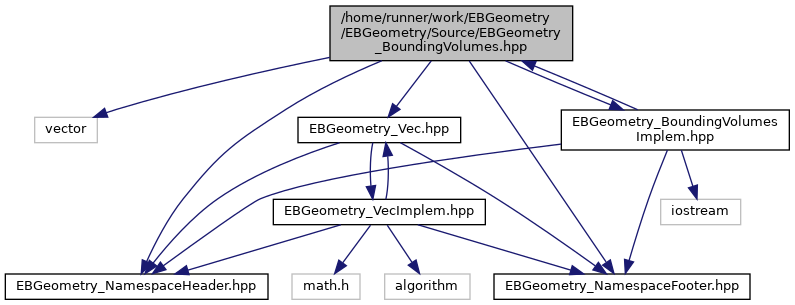 /home/runner/work/EBGeometry
/EBGeometry/Source/EBGeometry
_BoundingVolumes.hpp
vector
EBGeometry_Vec.hpp
EBGeometry_BoundingVolumes
Implem.hpp
EBGeometry_VecImplem.hpp
iostream
EBGeometry_NamespaceHeader.hpp
math.h
algorithm
EBGeometry_NamespaceFooter.hpp